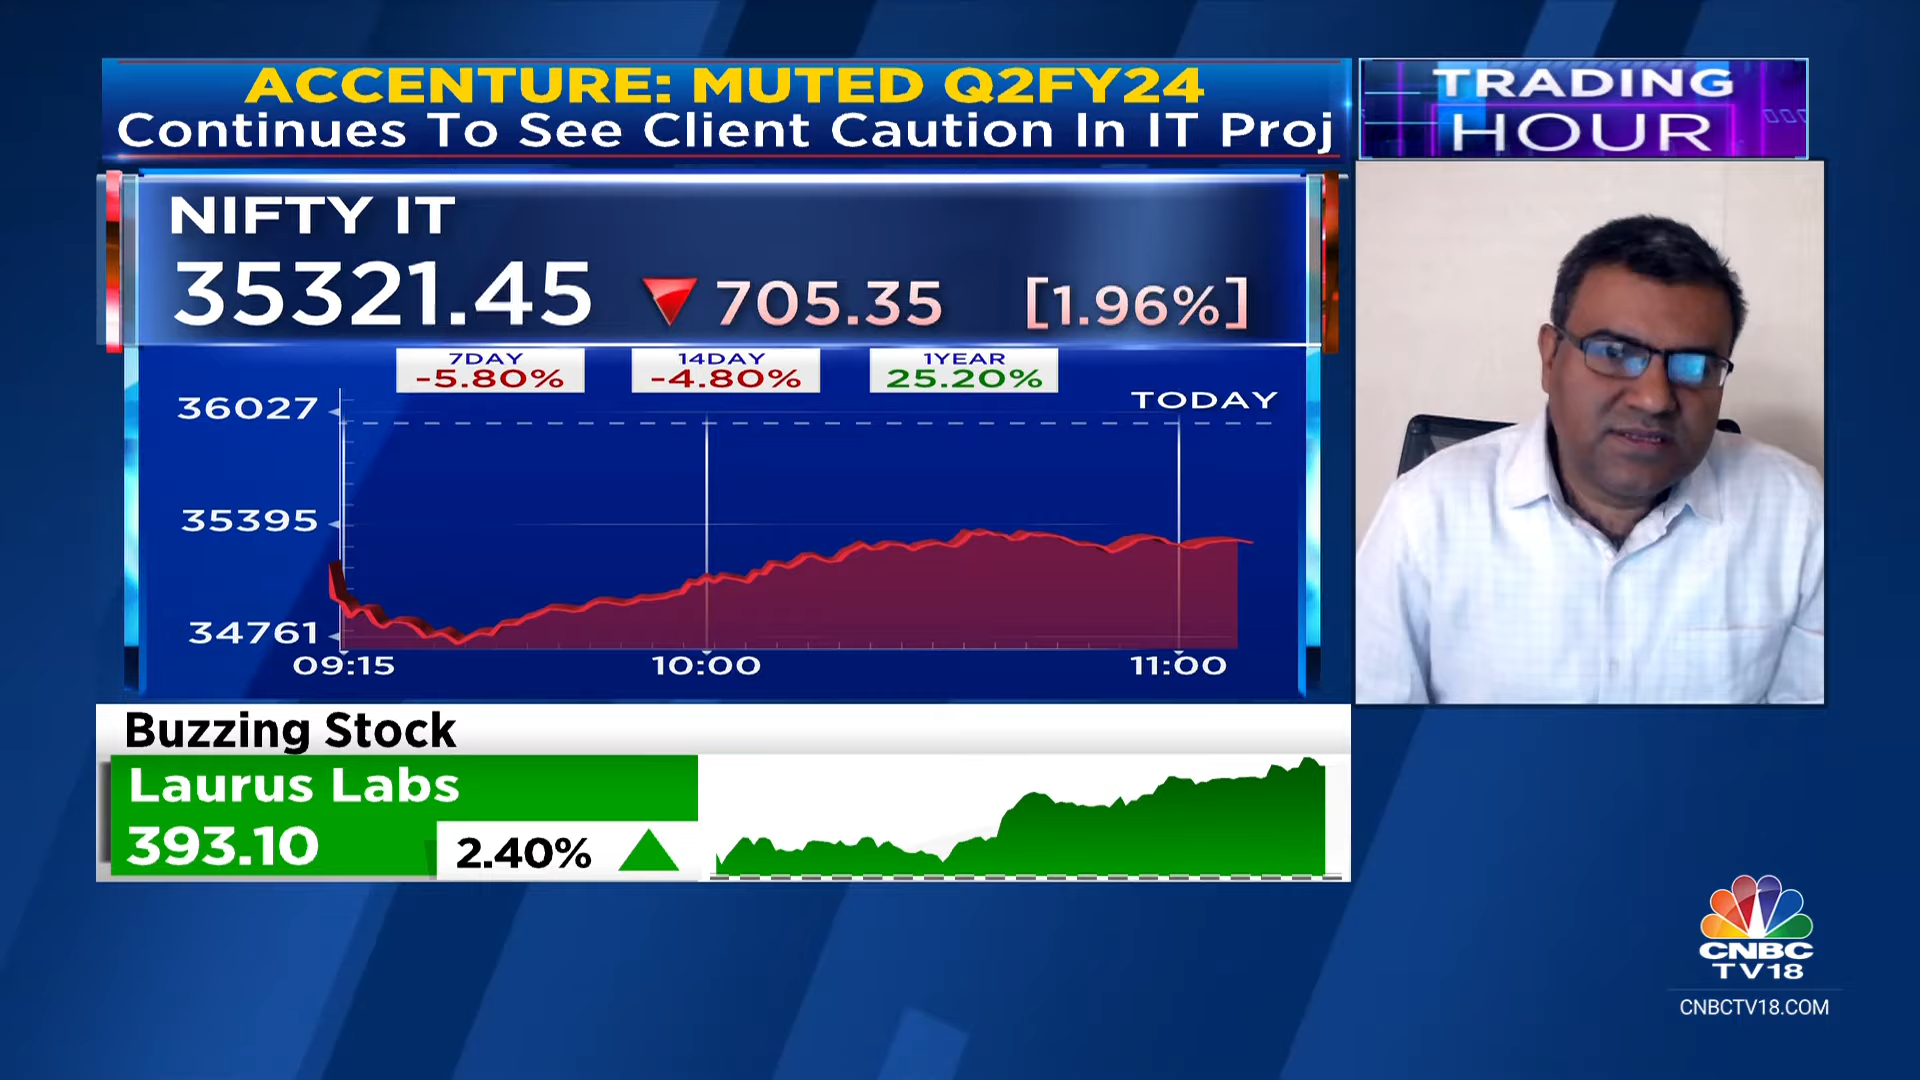 ACCENTURE: MUTED Q2FY24
Continues To See Client Caution In IT Proj
TRADING
HOUR
NIFTY IT
35321.45 ▼ 705.35 [1.96%]
7DAY
-5.80%
14DAY
-4.80%
1YEAR
25.20%
TODAY
36027
35395
34761
09:15 10:00 11:00
Buzzing Stock
Laurus Labs
393.10
2.40% ▲
CNBC
TV18
CNBCTV18.COM